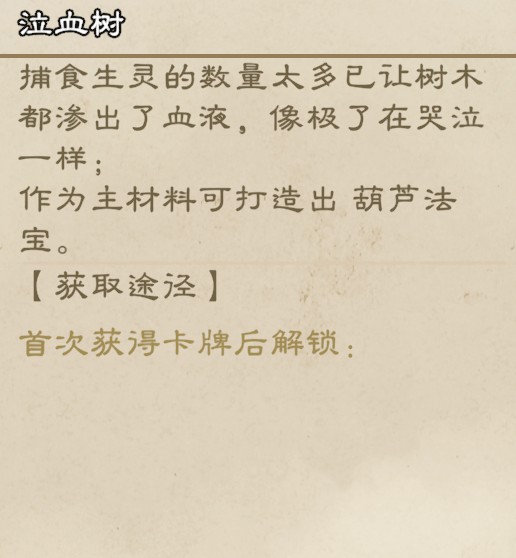 泣血树
捕食生灵的数量太多已让树木
都渗出了血液，像极了在哭泣
一样；
作为主材料可打造出 葫芦法
宝。
【获取途径】
首次获得卡牌后解锁：